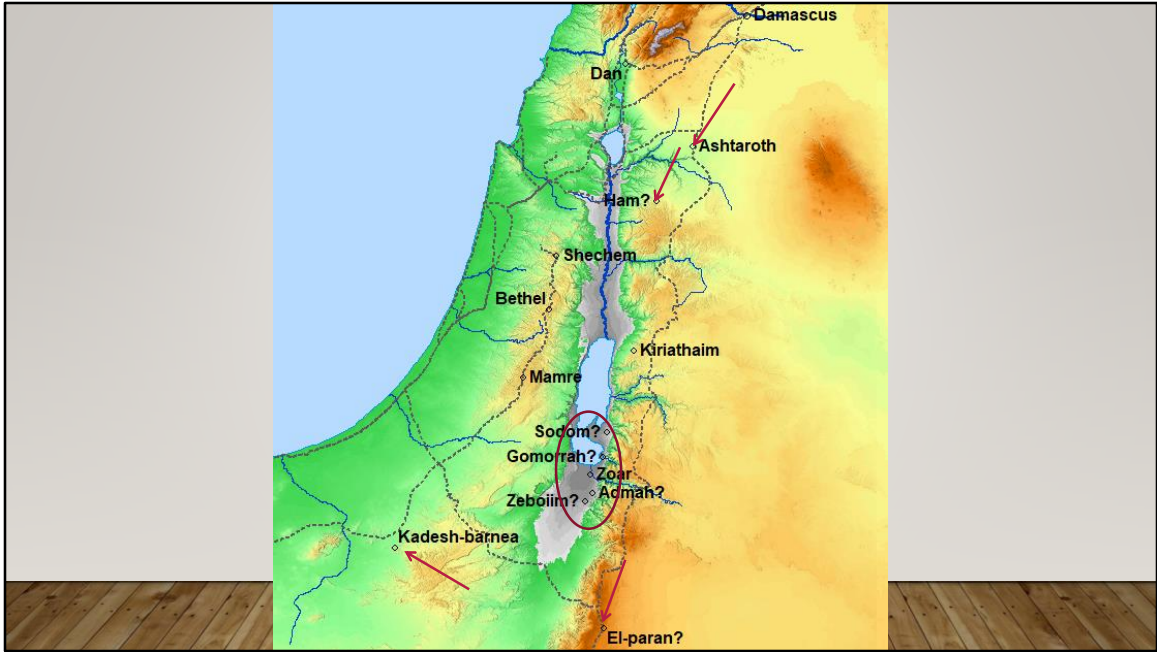 Damascus
Dan
Ashtaroth
Ham?
Shechem
Bethel
Kiriathaim
Mamre
Sodom?
Gomorrah?
Zoar
Admah?
Zeboiim?
Kadesh-barnea
El-paran?